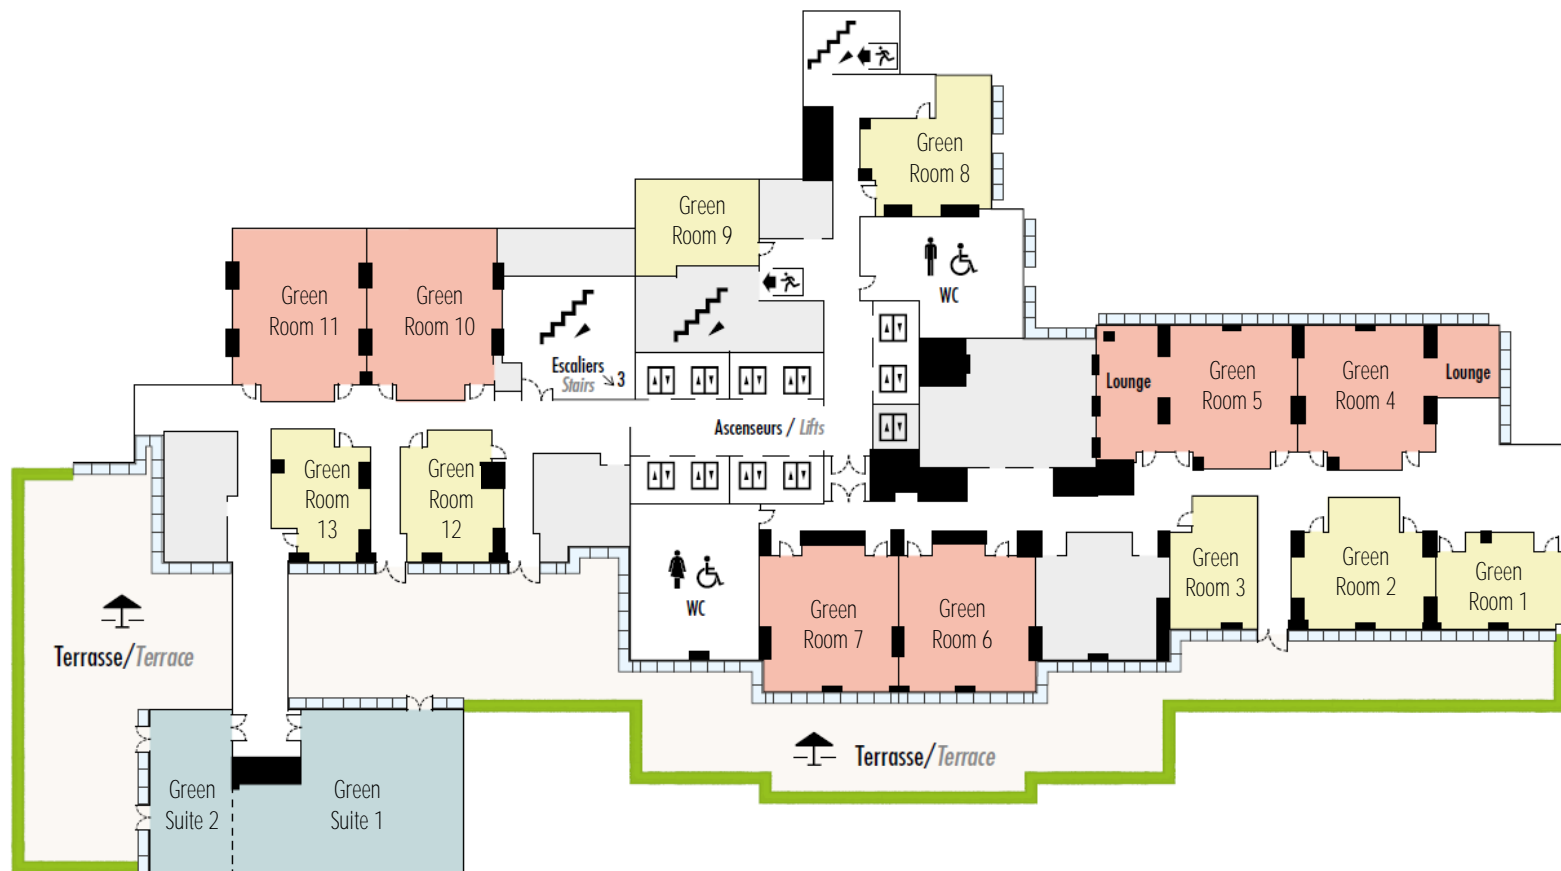 Green
Room 8
Green
Room 9
WC
Green
Room 11
Green
Room 10
Escaliers
Stairs ↘3
Lounge
Green
Room 5
Green
Room 4
Lounge
Ascenseurs / Lifts
Green
Room
13
Green
Room
12
WC
Green
Room 7
Green
Room 6
Green
Room 3
Green
Room 2
Green
Room 1
Terrasse/Terrace
Terrasse/Terrace
Green
Suite 2
Green
Suite 1